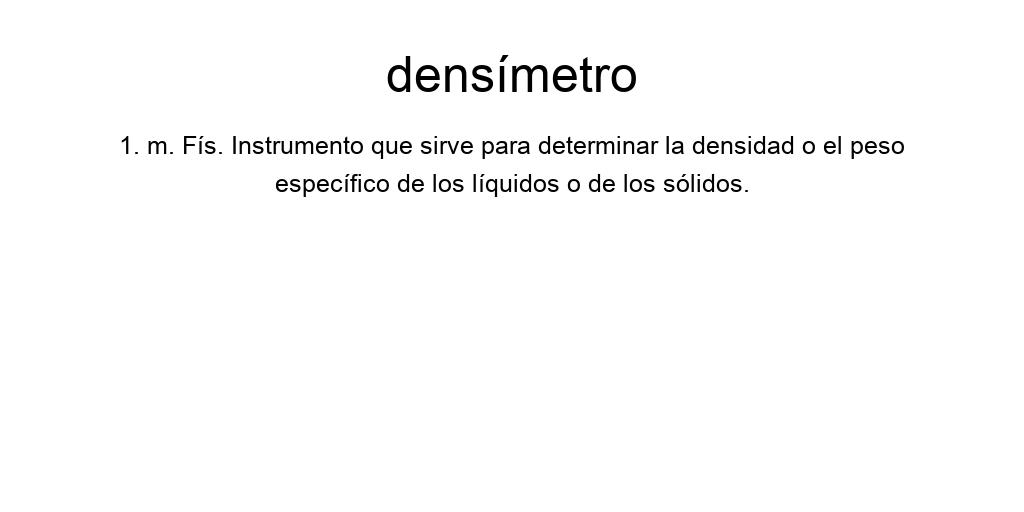 densímetro
1. m. Fís. Instrumento que sirve para determinar la densidad o el peso
específico de los líquidos o de los sólidos.